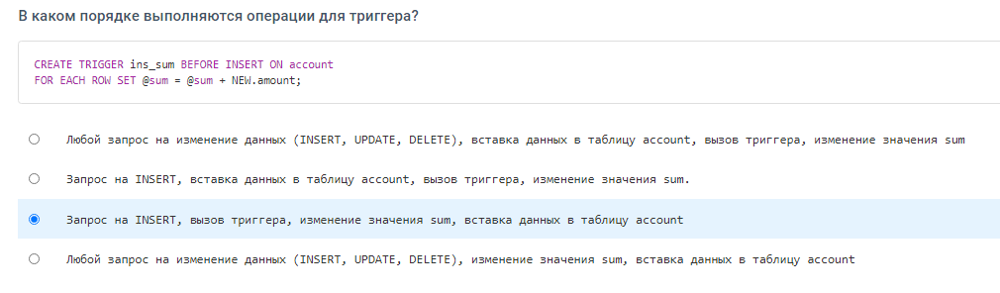 В каком порядке выполняются операции для триггера?
CREATE TRIGGER ins_sum BEFORE INSERT ON account
FOR EACH ROW SET @sum = @sum + NEW.amount;
Любой запрос на изменение данных (INSERT, UPDATE, DELETE), вставка данных в таблицу account, вызов триггера, изменение значения sum
Запрос на INSERT, вставка данных в таблицу account, вызов триггера, изменение значения sum.
Запрос на INSERT, вызов триггера, изменение значения sum, вставка данных в таблицу account
Любой запрос на изменение данных (INSERT, UPDATE, DELETE), изменение значения sum, вставка данных в таблицу account